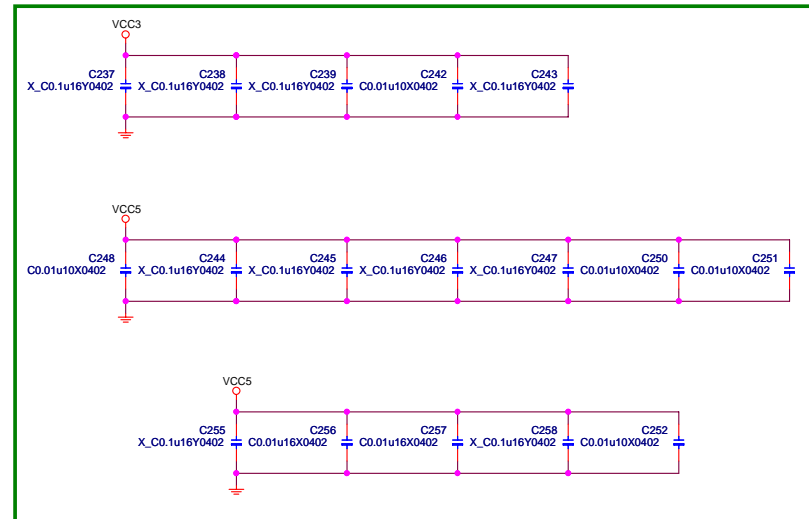 VCC3
C237 C238 C239 C242 C243
X_C0.1u16Y0402 X_C0.1u16Y0402 X_C0.1u16Y0402 C0.01u10X0402 X_C0.1u16Y0402
VCC5
C248 C244 C245 C246 C247 C250 C251
C0.01u10X0402 X_C0.1u16Y0402 X_C0.1u16Y0402 X_C0.1u16Y0402 X_C0.1u16Y0402 C0.01u10X0402 C0.01u10X0402
VCC5
C255 C256 C257 C258 C252
X_C0.1u16Y0402 C0.01u16X0402 C0.01u16X0402 X_C0.1u16Y0402 C0.01u10X0402